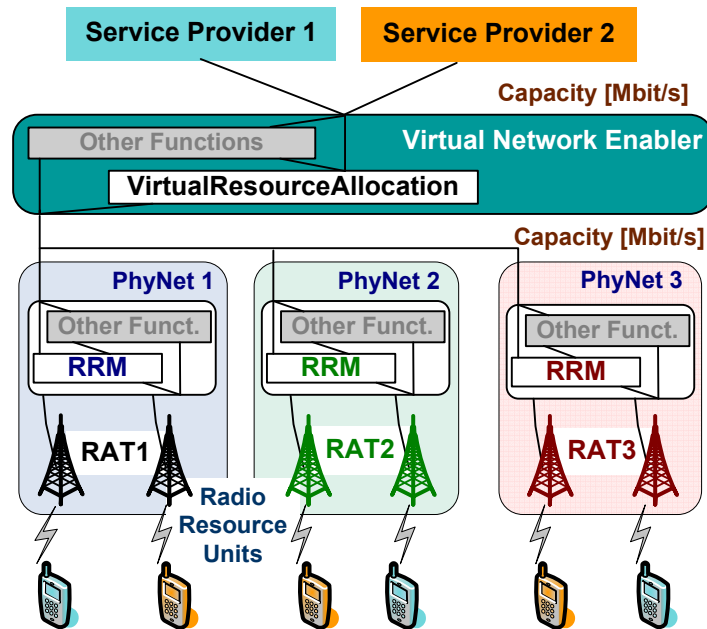 Service Provider 1
Service Provider 2
Capacity [Mbit/s]
Other Functions
Virtual Network Enabler
VirtualResourceAllocation
Capacity [Mbit/s]
PhyNet 1
PhyNet 2
PhyNet 3
Other Funct.
Other Funct.
Other Funct.
RRM
RRM
RRM
RAT1
RAT2
RAT3
Radio
Resource
Units